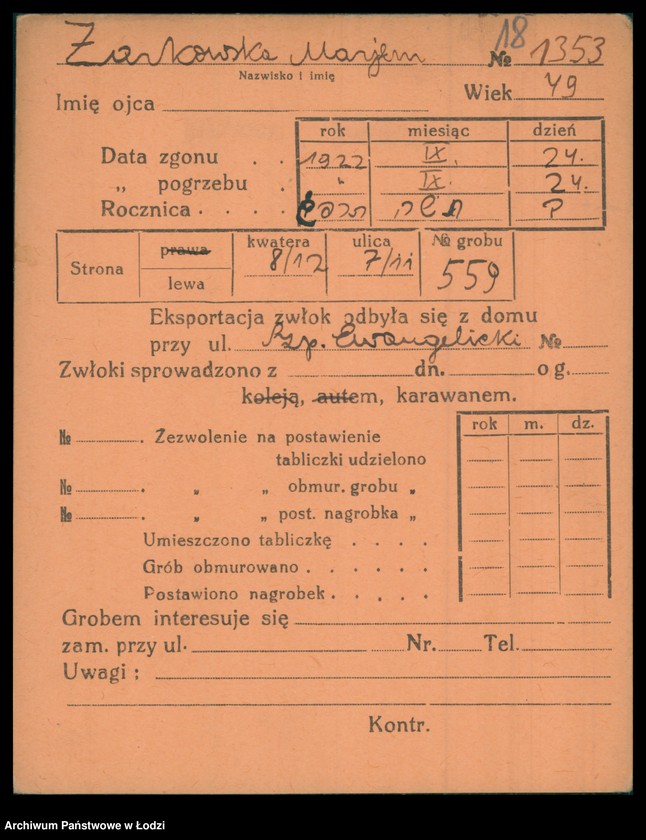 18
Żarkowska Marjem № 1353
Nazwisko i imię
Wiek 49
Imię ojca
rok miesiąc dzień
Data zgonu . . 1922 IX. 24.
„ pogrzebu . " IX. 24.
Rocznica . . . .
Strona prawa kwatera ulica № grobu
lewa 8/12 7/11 559
Eksportacja zwłok odbyła się z domu
przy ul. Szp. Ewangelicki №
Zwłoki sprowadzono z dn. o g.
koleją, autem, karawanem.
rok m. dz.
№ . Zezwolenie na postawienie
tabliczki udzielono
№ . „ „ obmur. grobu „
№ . „ „ post. nagrobka „
Umieszczono tabliczkę . . . .
Grób obmurowano . . . . . .
Postawiono nagrobek . . . . .
Grobem interesuje się
zam. przy ul. Nr. Tel.
Uwagi :
Kontr.
Archiwum Państwowe w Łodzi